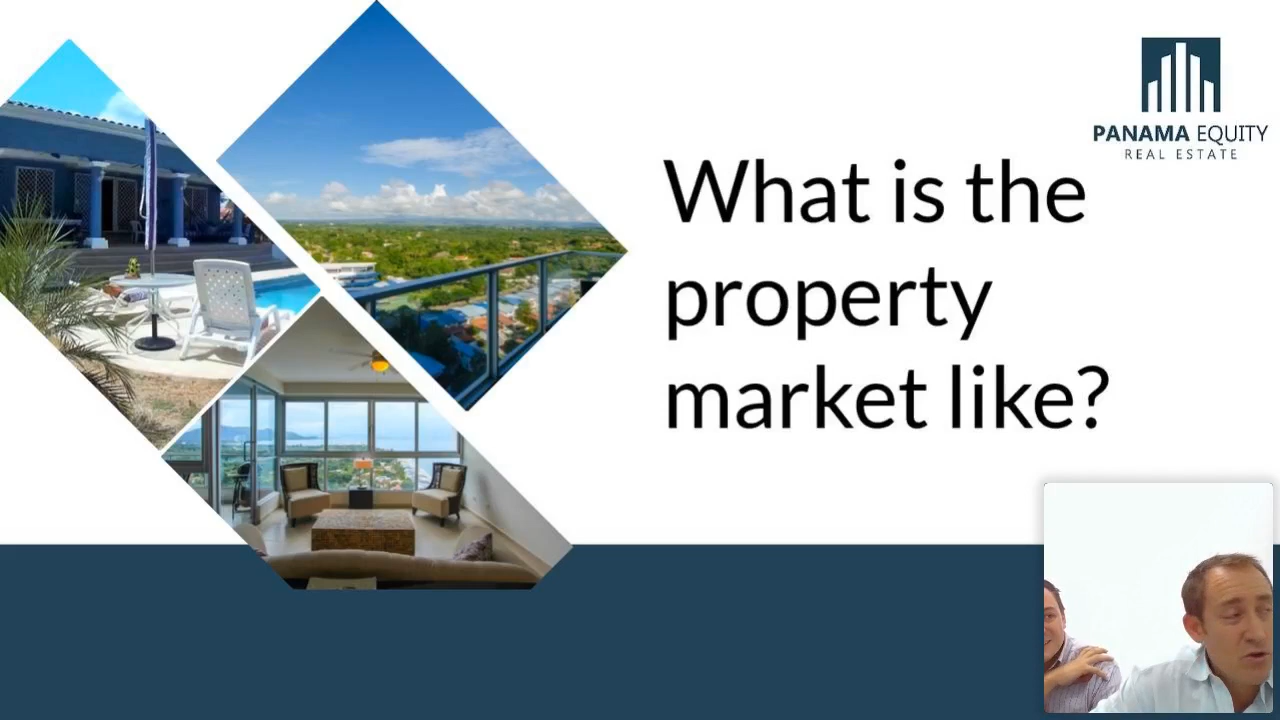 PANAMA EQUITY
REAL ESTATE
What is the
property
market like?